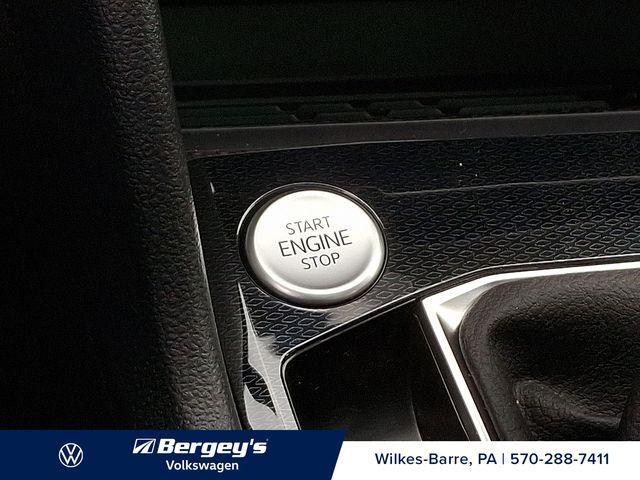 START
ENGINE
STOP
Bergey's
Volkswagen
Wilkes-Barre, PA | 570-288-7411